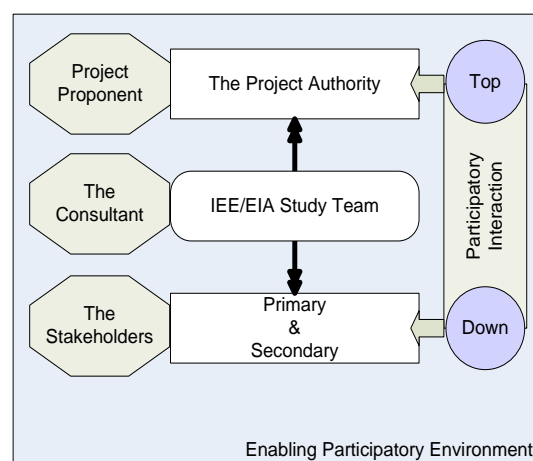 Project
Proponent
The Project Authority
Top
The
Consultant
IEE/EIA Study Team
Participatory
Interaction
The
Stakeholders
Primary
&
Secondary
Down
Enabling Participatory Environment